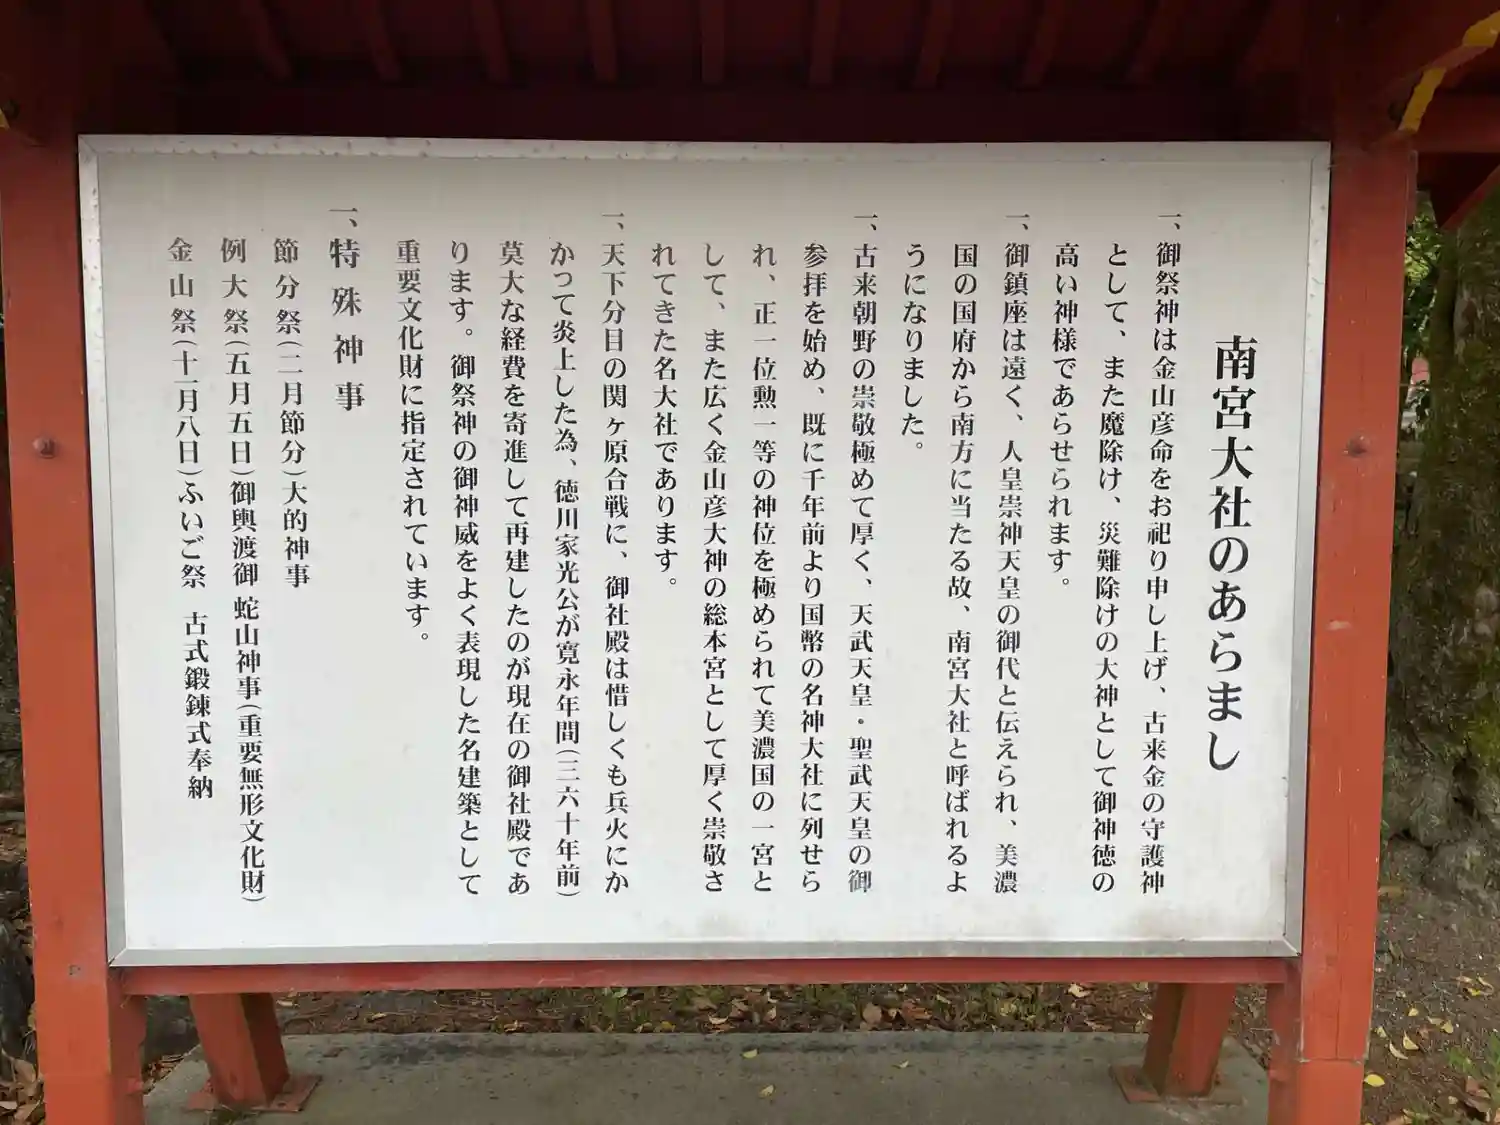 南宮大社のあらまし
一、御祭神は金山彦命をお祀り申し上げ、古来金の守護神
として、また魔除け、災難除けの大神として御神徳の
高い神様であらせられます。
一、御鎮座は遠く、人皇崇神天皇の御代と伝えられ、美濃
国の国府から南方に当たる故、南宮大社と呼ばれるよ
うになりました。
一、古来朝野の崇敬極めて厚く、天武天皇・聖武天皇の御
参拝を始め、既に千年前より国幣の名神大社に列せら
れ、正一位勲一等の神位を極められて美濃国の一宮と
して、また広く金山彦大神の総本宮として厚く崇敬さ
れてきた名大社であります。
一、天下分目の関ヶ原合戦に、御社殿は惜しくも兵火にか
かつて炎上した為、徳川家光公が寛永年間(三六十年前)
莫大な経費を寄進して再建したのが現在の御社殿であ
ります。御祭神の御神威をよく表現した名建築として
重要文化財に指定されています。
一、特殊神事
節分祭(二月節分)大的神事
例大祭(五月五日)御輿渡御 蛇山神事(重要無形文化財)
金山祭(十一月八日)ふいご祭 古式鍛錬式奉納